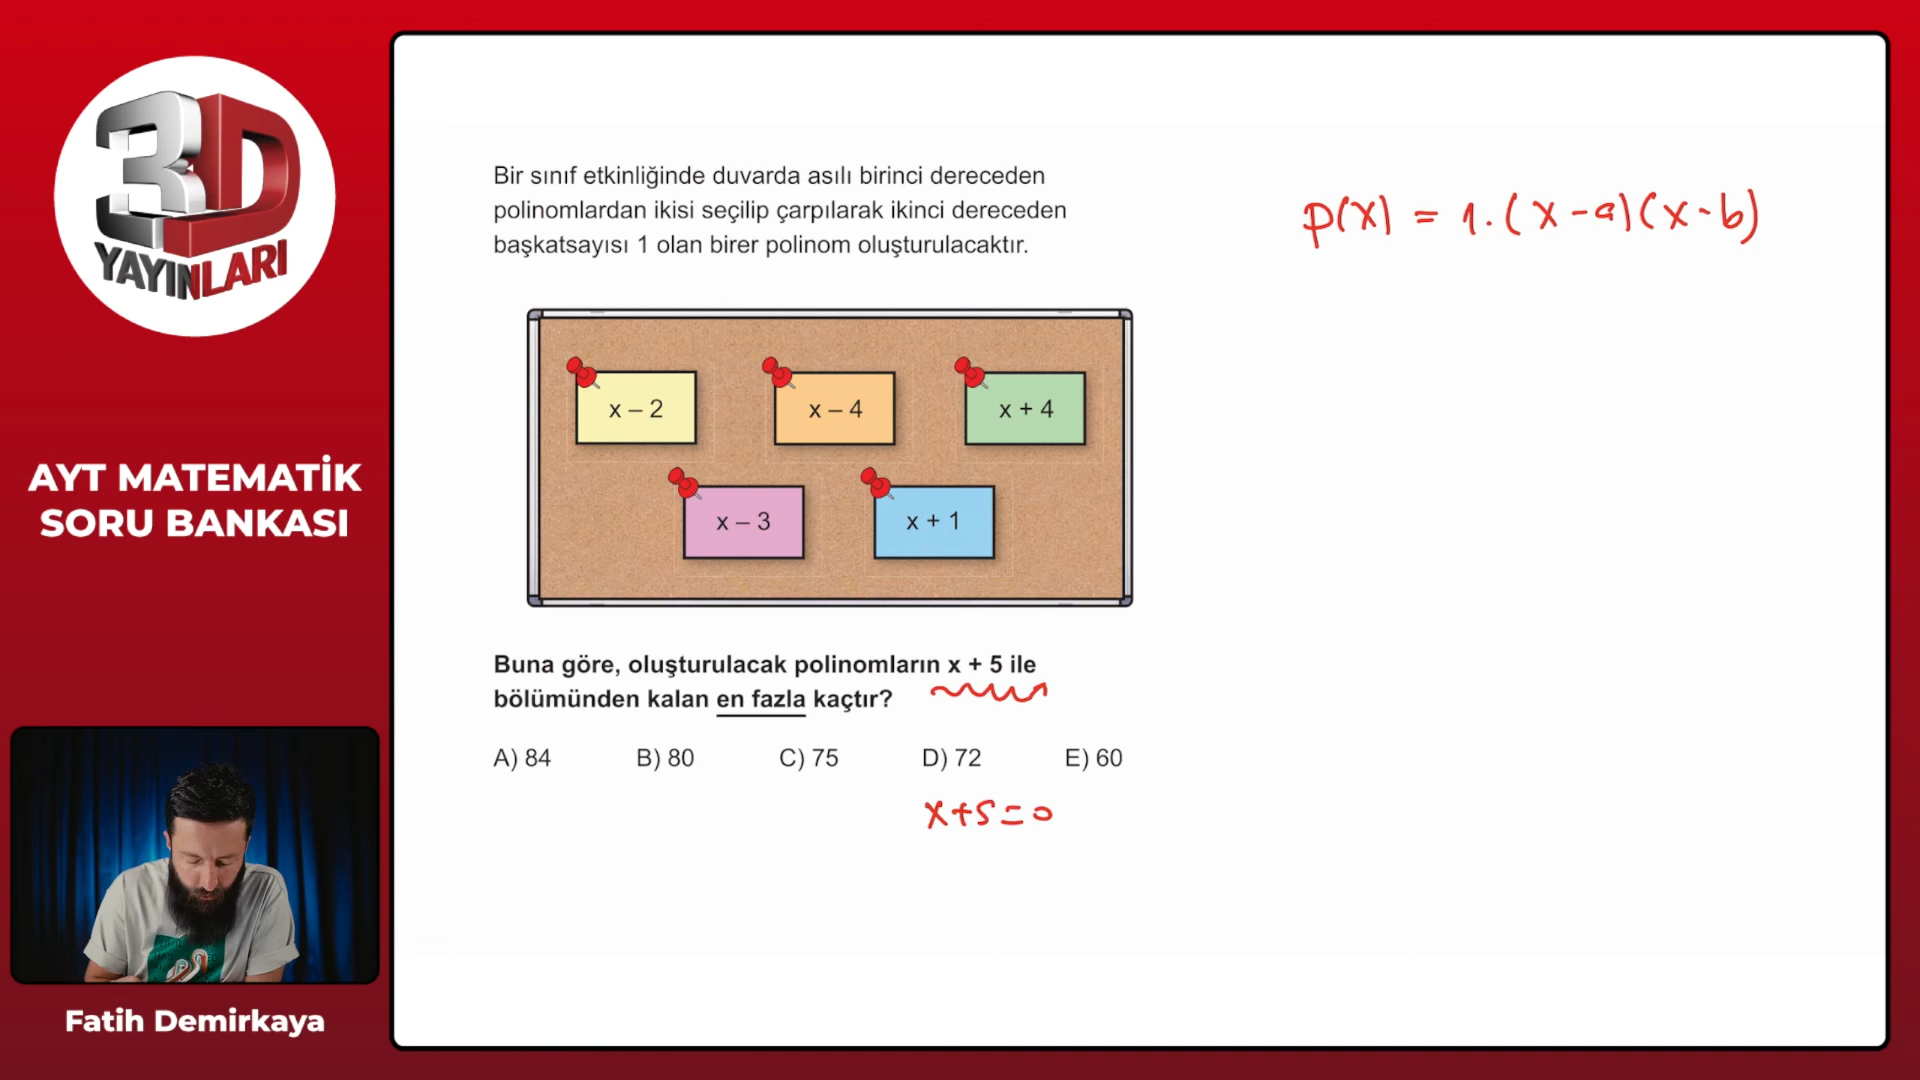 3D
YAYINLARI
AYT MATEMATİK
SORU BANKASI
Fatih Demirkaya
Bir sınıf etkinliğinde duvarda asılı birinci dereceden
polinomlardan ikisi seçilip çarpılarak ikinci dereceden
başkatsayısı 1 olan birer polinom oluşturulacaktır.
P(x) = 1.(x-a)(x-b)
x – 2
x – 4
x + 4
x – 3
x + 1
Buna göre, oluşturulacak polinomların x + 5 ile
bölümünden kalan en fazla kaçtır?
A) 84 B) 80 C) 75 D) 72 E) 60
x+5=0